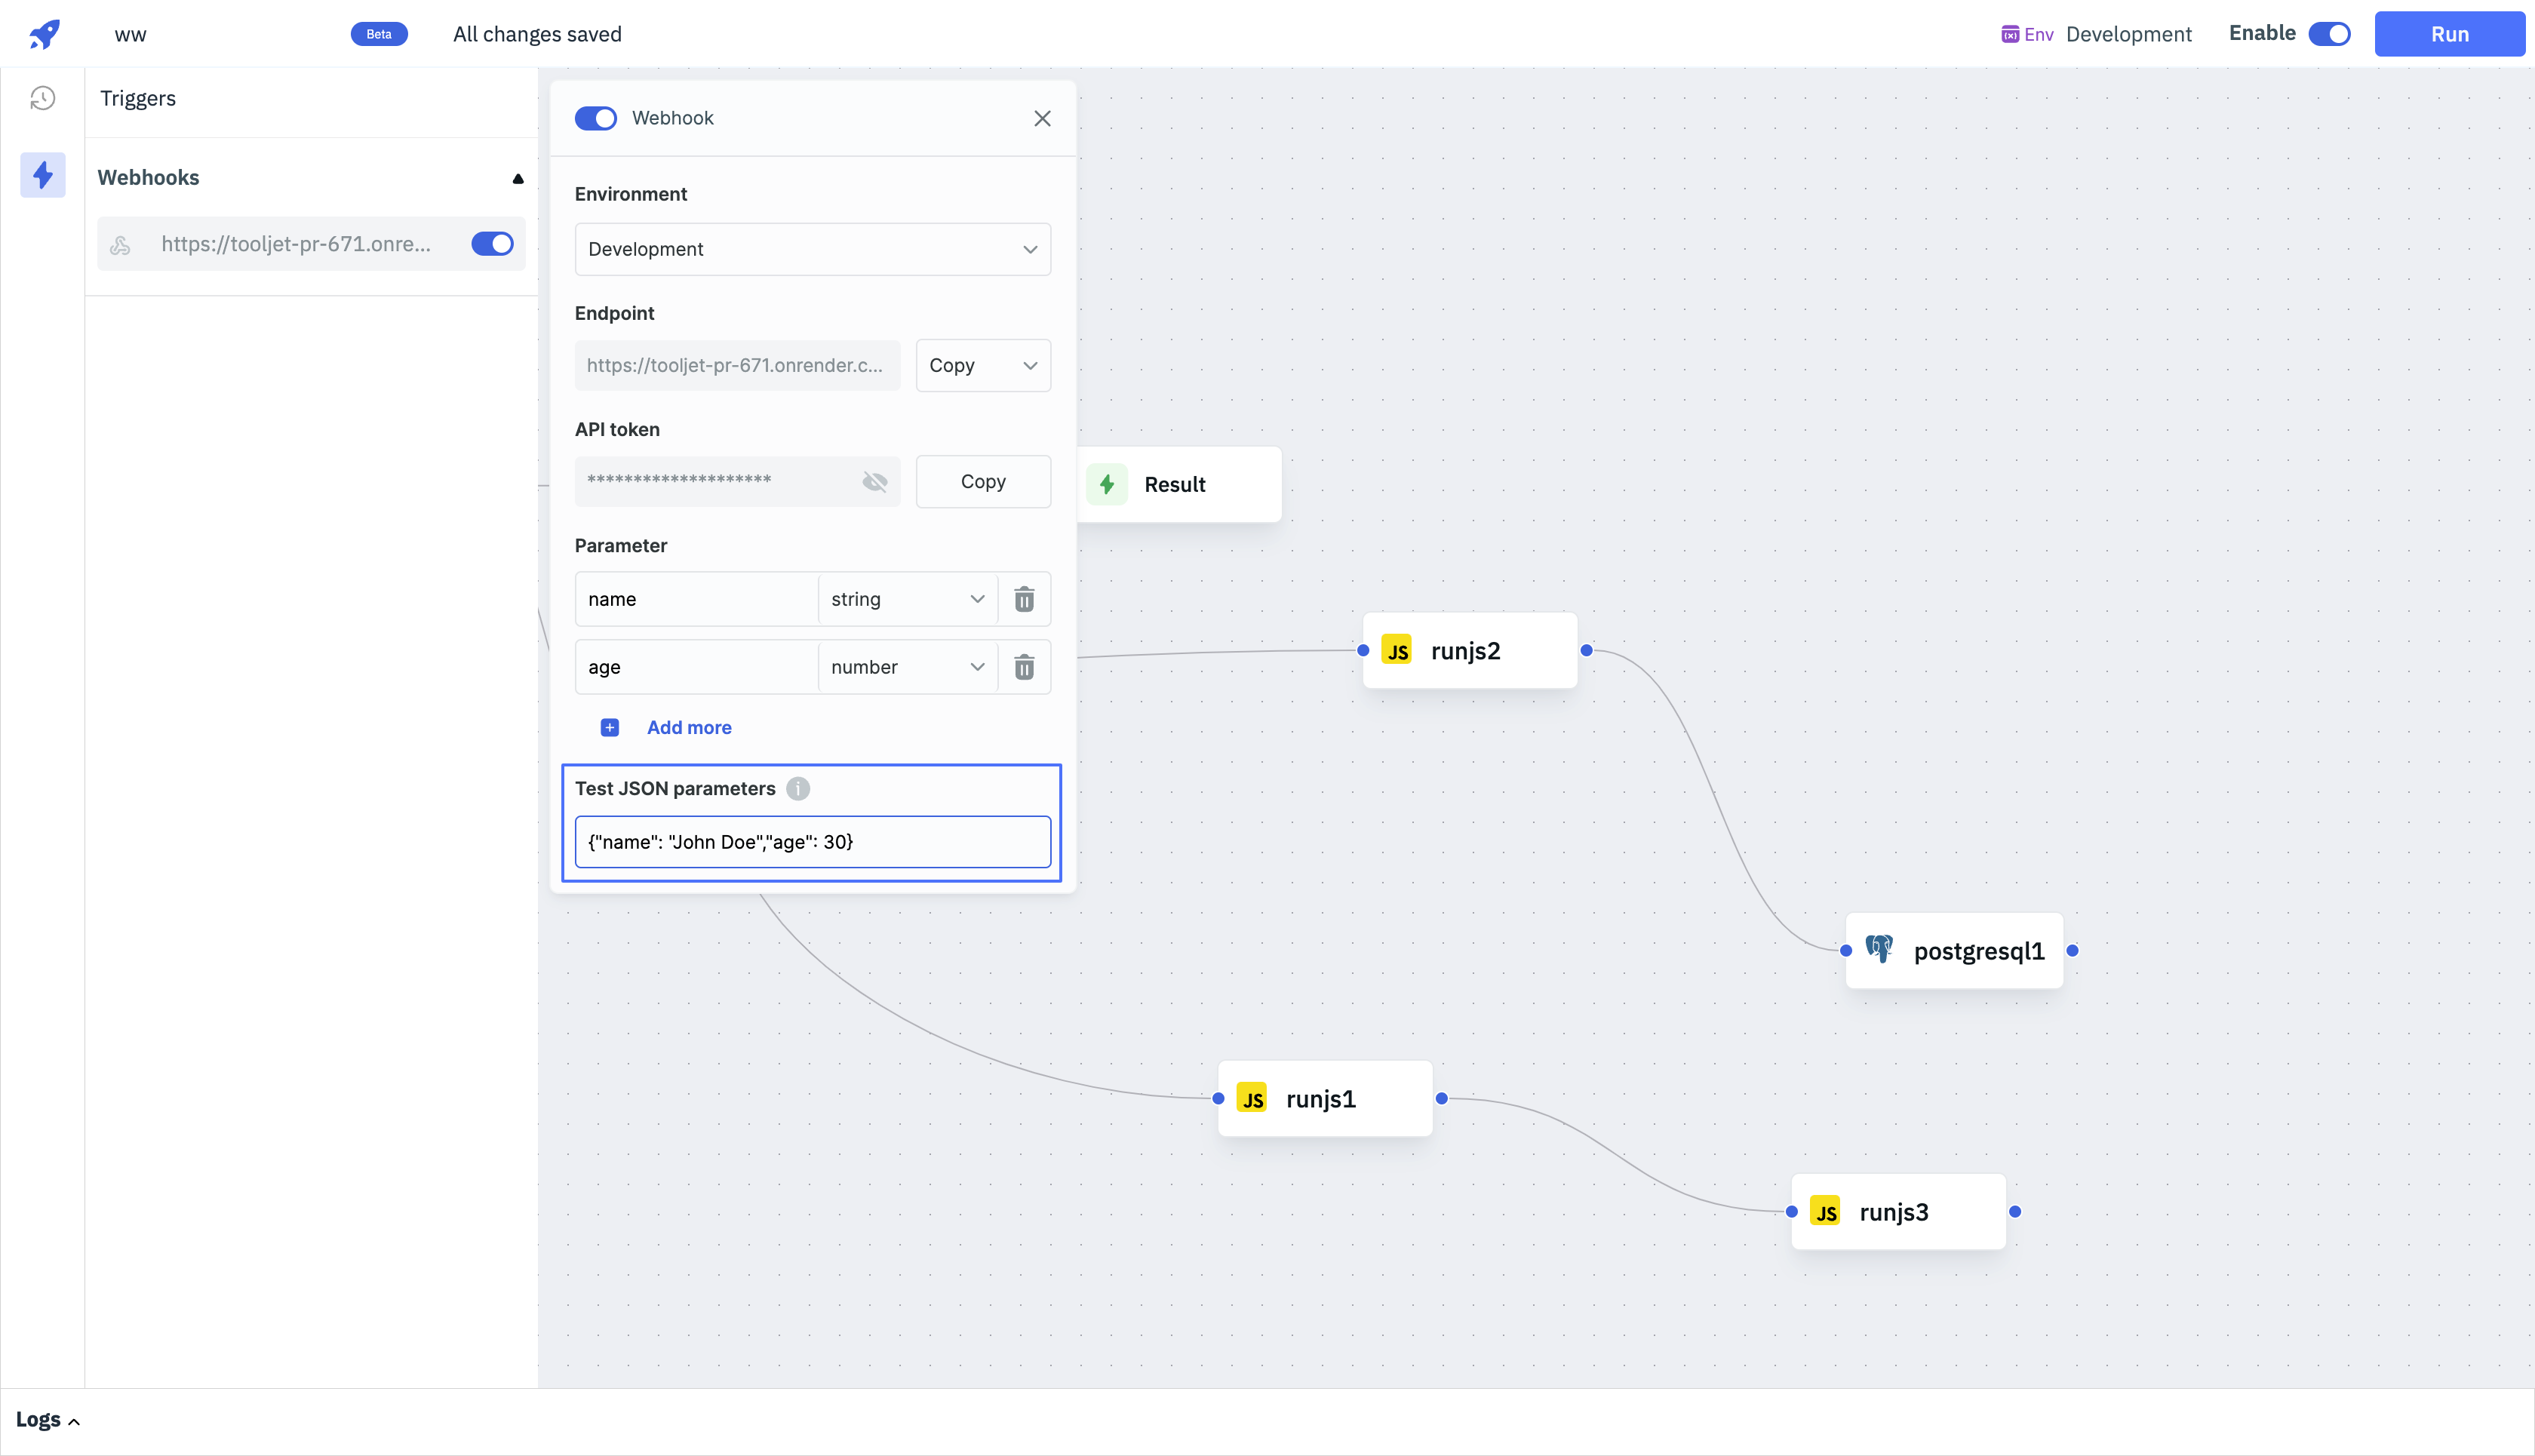 ww
Beta
All changes saved
Env
Development
Enable
Run
Triggers
Webhooks
https://tooljet-pr-671.onre...
Webhook
Environment
Development
Endpoint
https://tooljet-pr-671.onrender.c...
Copy
API token
********************
Copy
Parameter
name
string
age
number
Add more
Test JSON parameters
{"name": "John Doe","age": 30}
Result
JS runjs2
postgresql1
JS runjs1
JS runjs3
Logs